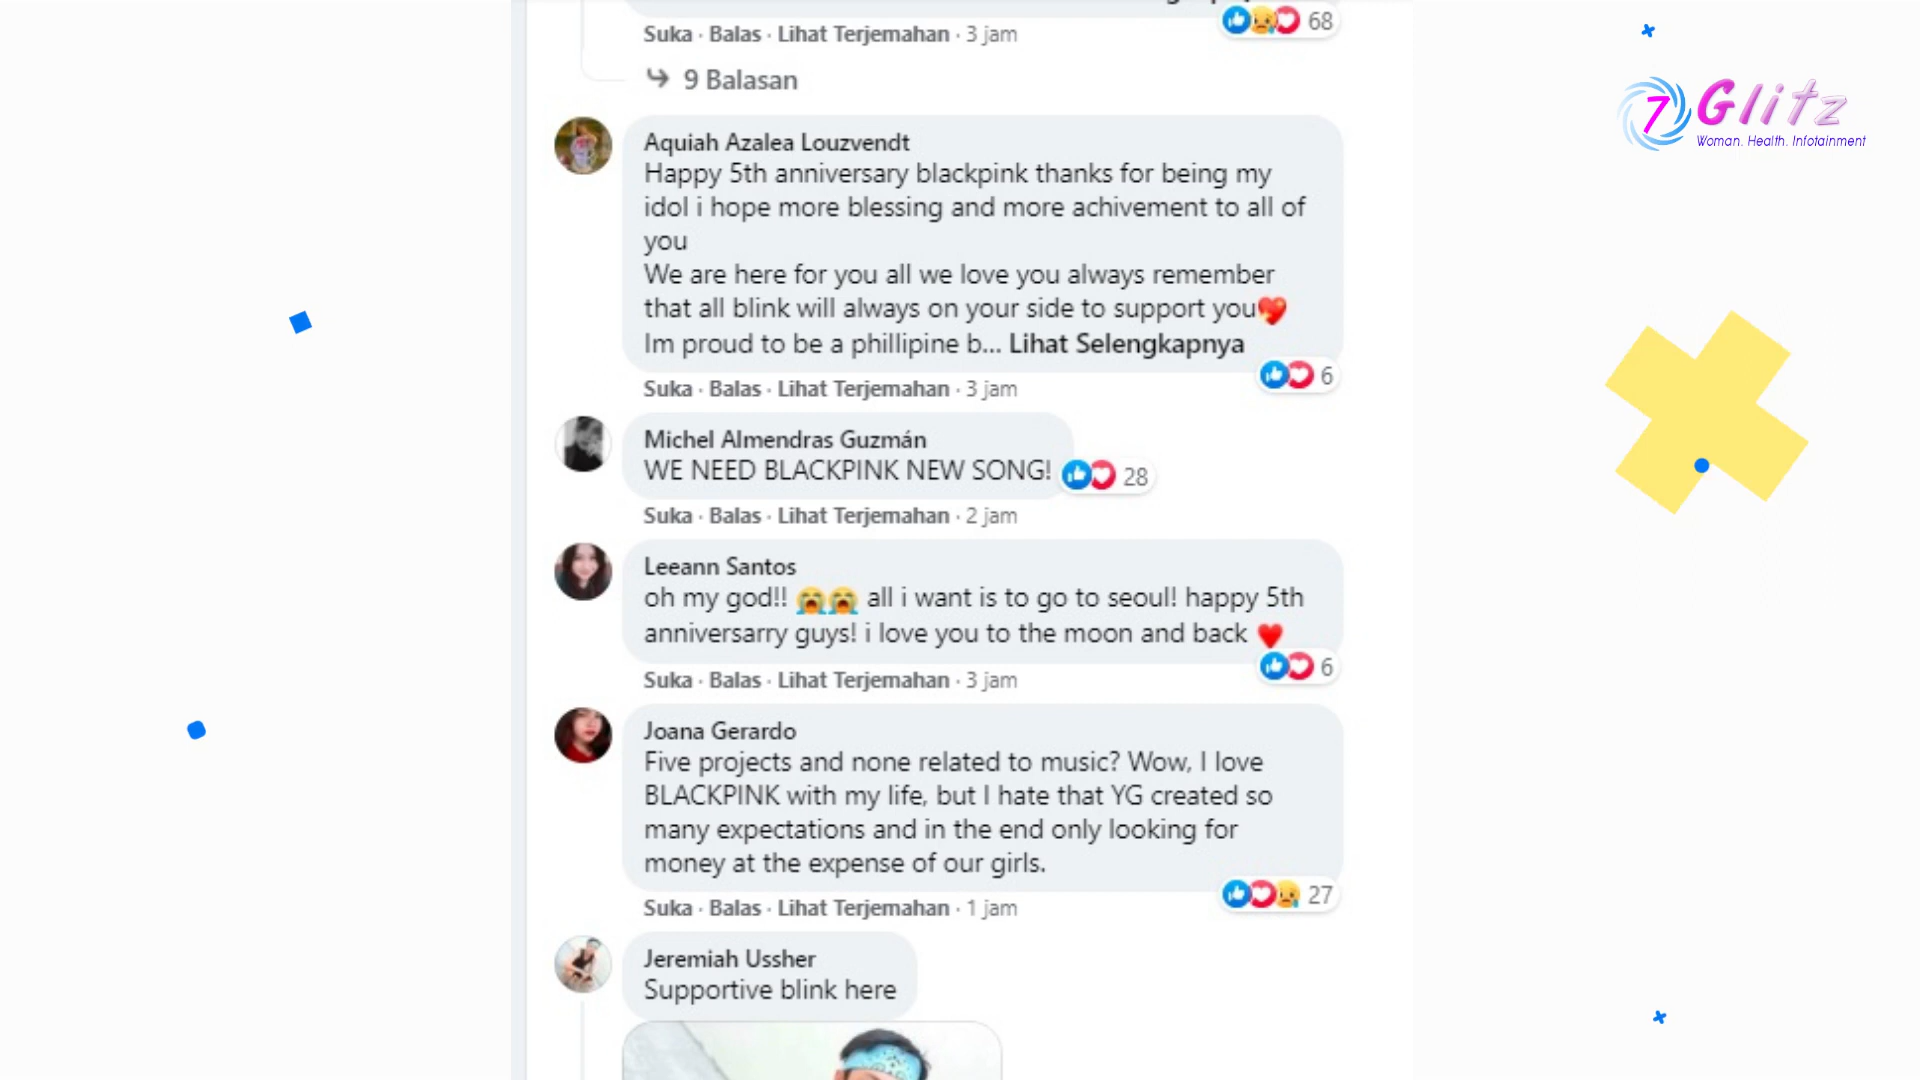 Suka · Balas · Lihat Terjemahan · 3 jam
68
9 Balasan
7 Glitz
Woman. Health. Infotainment
Aquiah Azalea Louzvendt
Happy 5th anniversary blackpink thanks for being my
idol i hope more blessing and more achivement to all of
you
We are here for you all we love you always remember
that all blink will always on your side to support you💖
Im proud to be a phillipine b... Lihat Selengkapnya
6
Suka · Balas · Lihat Terjemahan · 3 jam
Michel Almendras Guzmán
WE NEED BLACKPINK NEW SONG!
28
Suka · Balas · Lihat Terjemahan · 2 jam
Leeann Santos
oh my god!! 😭😭 all i want is to go to seoul! happy 5th
anniversarry guys! i love you to the moon and back ♥️
6
Suka · Balas · Lihat Terjemahan · 3 jam
Joana Gerardo
Five projects and none related to music? Wow, I love
BLACKPINK with my life, but I hate that YG created so
many expectations and in the end only looking for
money at the expense of our girls.
27
Suka · Balas · Lihat Terjemahan · 1 jam
Jeremiah Ussher
Supportive blink here